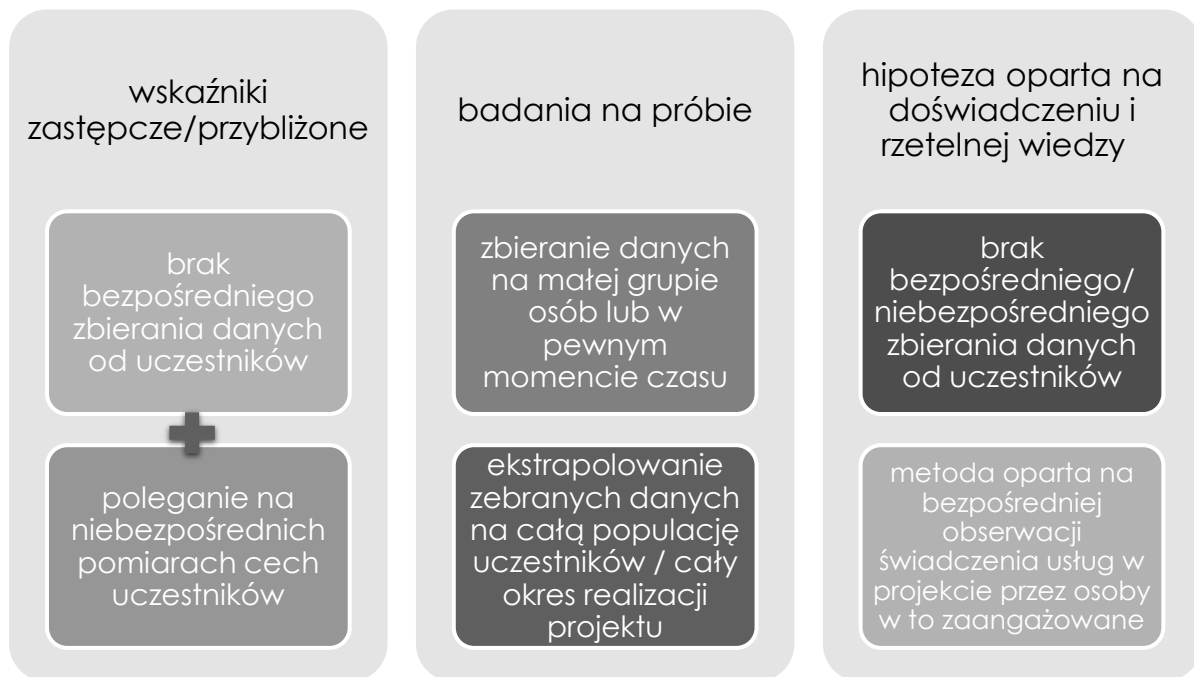 wskaźniki
zastępcze/przybliżone
brak
bezpośredniego
zbierania danych
od uczestników
poleganie na
niebezpośrednich
pomiarach cech
uczestników
badania na próbie
zbieranie danych
na małej grupie
osób lub w
pewnym
momencie czasu
ekstrapolowanie
zebranych danych
na całą populację
uczestników / cały
okres realizacji
projektu
hipoteza oparta na
doświadczeniu i
rzetelnej wiedzy
brak
bezpośredniego/
niebezpośredniego
zbierania danych
od uczestników
metoda oparta na
bezpośredniej
obserwacji
świadczenia usług w
projekcie przez osoby
w to zaangażowane